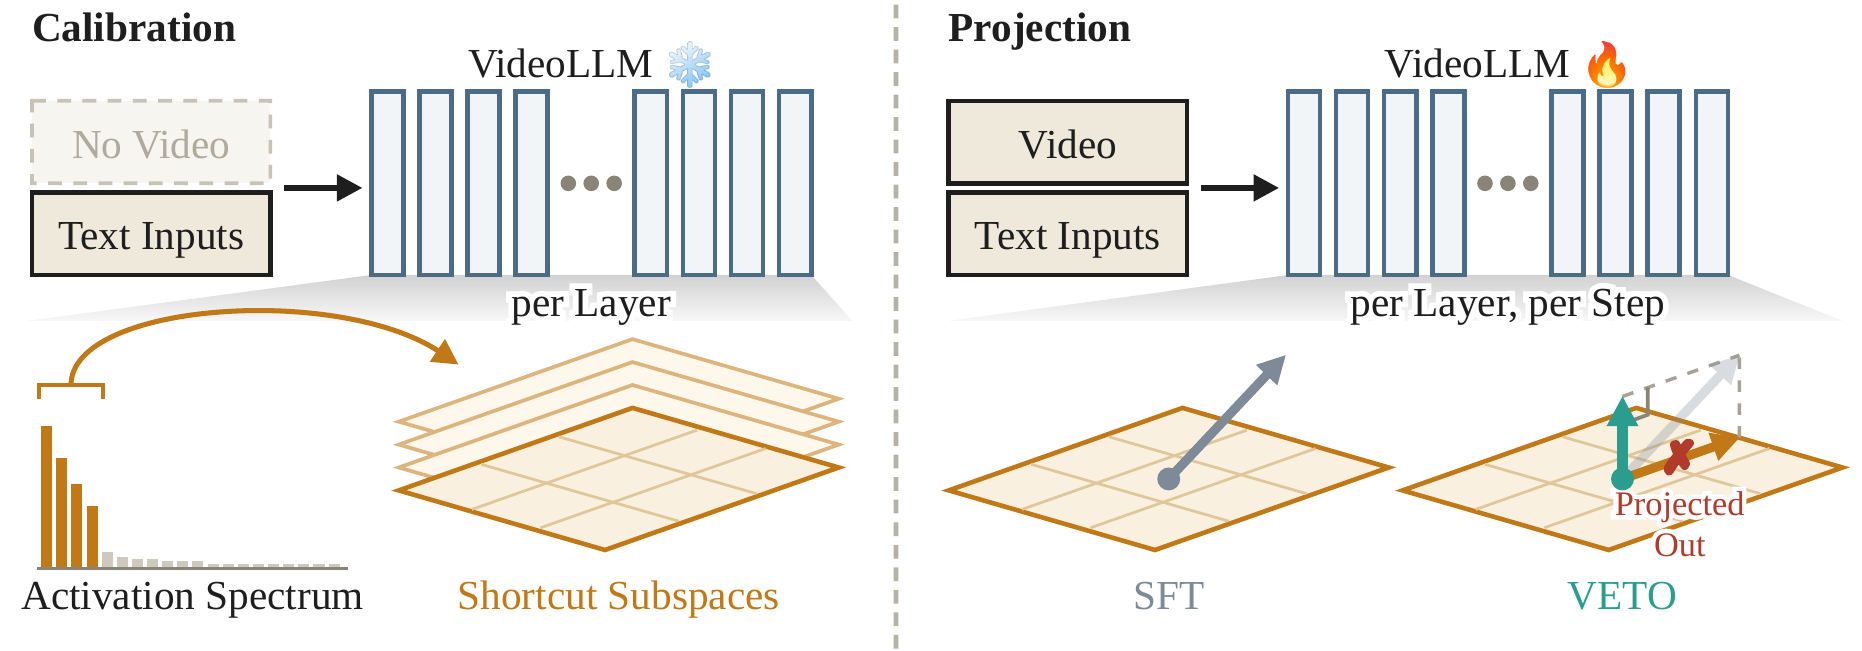 Calibration
VideoLLM
No Video
Text Inputs
per Layer
Activation Spectrum
Shortcut Subspaces
Projection
VideoLLM
Video
Text Inputs
per Layer, per Step
Projected
Out
SFT
VETO